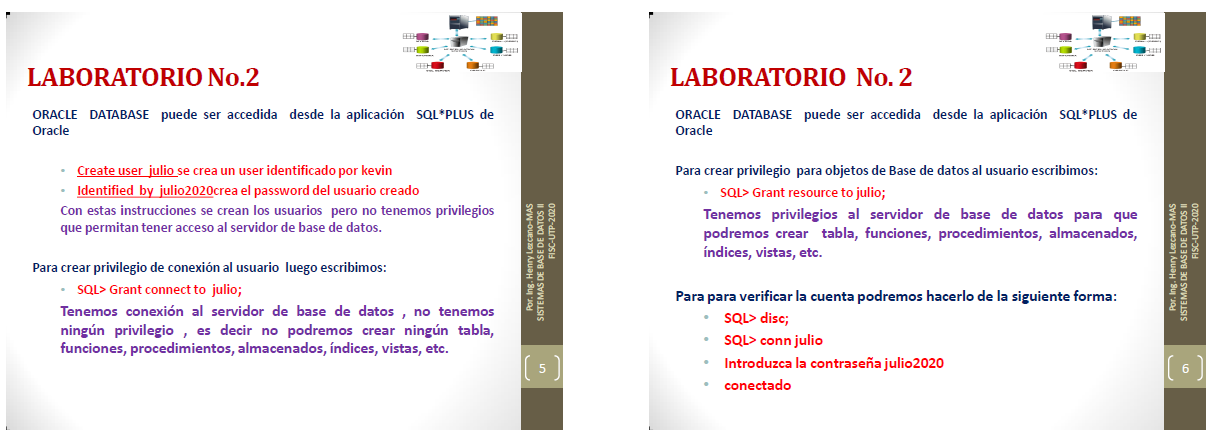 LABORATORIO No.2
ORACLE DATABASE puede ser accedida desde la aplicación SQL*PLUS de
Oracle
• Create user julio se crea un user identificado por kevin
• Identified by julio2020crea el password del usuario creado
Con estas instrucciones se crean los usuarios pero no tenemos privilegios
que permitan tener acceso al servidor de base de datos.
Para crear privilegio de conexión al usuario luego escribimos:
• SQL> Grant connect to julio;
Tenemos conexión al servidor de base de datos , no tenemos
ningún privilegio , es decir no podremos crear ningún tabla,
funciones, procedimientos, almacenados, índices, vistas, etc.
Por. Ing. Henry Lezcano-MAS
SISTEMAS DE BASE DE DATOS II
FISC-UTP-2020
5
LABORATORIO No. 2
ORACLE DATABASE puede ser accedida desde la aplicación SQL*PLUS de
Oracle
Para crear privilegio para objetos de Base de datos al usuario escribimos:
• SQL> Grant resource to julio;
Tenemos privilegios al servidor de base de datos para que
podremos crear tabla, funciones, procedimientos, almacenados,
índices, vistas, etc.
Para para verificar la cuenta podremos hacerlo de la siguiente forma:
• SQL> disc;
• SQL> conn julio
• Introduzca la contraseña julio2020
• conectado
Por. Ing. Henry Lezcano-MAS
SISTEMAS DE BASE DE DATOS II
FISC-UTP-2020
6